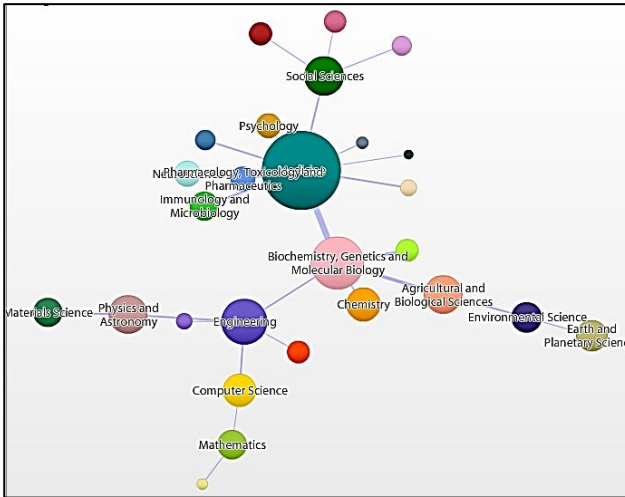 Social Sciences
Psychology
Medicine
Pharmacology, Toxicology and
Pharmaceutics
Immunology and
Microbiology
Biochemistry, Genetics and
Molecular Biology
Chemistry
Agricultural and
Biological Sciences
Environmental Science
Earth and
Planetary Scienc
Materials Science
Physics and
Astronomy
Engineering
Computer Science
Mathematics